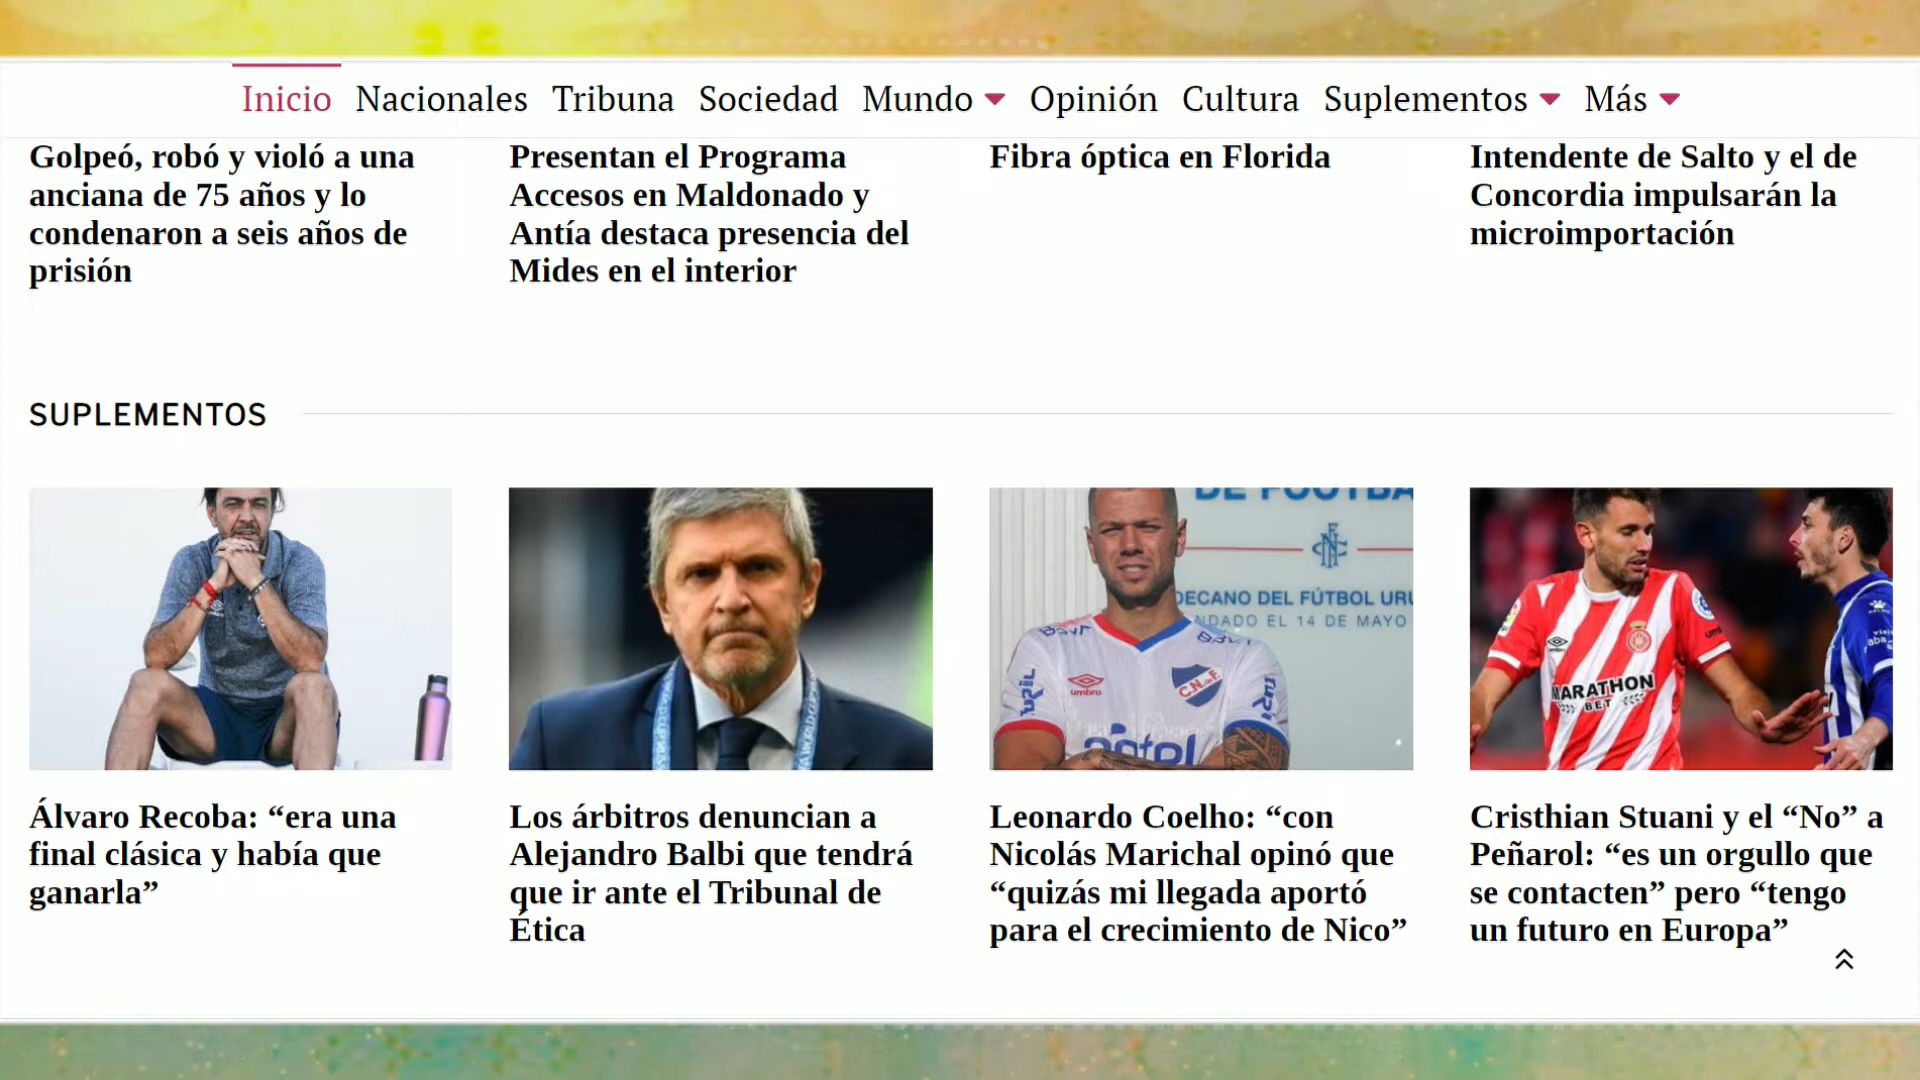 Inicio Nacionales Tribuna Sociedad Mundo Opinión Cultura Suplementos Más
Golpeó, robó y violó a una
anciana de 75 años y lo
condenaron a seis años de
prisión
Presentan el Programa
Accesos en Maldonado y
Antía destaca presencia del
Mides en el interior
Fibra óptica en Florida
Intendente de Salto y el de
Concordia impulsarán la
microimportación
SUPLEMENTOS
DECANO DEL FÚTBOL URU
NDADO EL 14 DE MAYO
umbro
C.N.de F.
MARATHON
BET
Álvaro Recoba: “era una
final clásica y había que
ganarla”
Los árbitros denuncian a
Alejandro Balbi que tendrá
que ir ante el Tribunal de
Ética
Leonardo Coelho: “con
Nicolás Marichal opinó que
“quizás mi llegada aportó
para el crecimiento de Nico”
Cristhian Stuani y el “No” a
Peñarol: “es un orgullo que
se contacten” pero “tengo
un futuro en Europa”